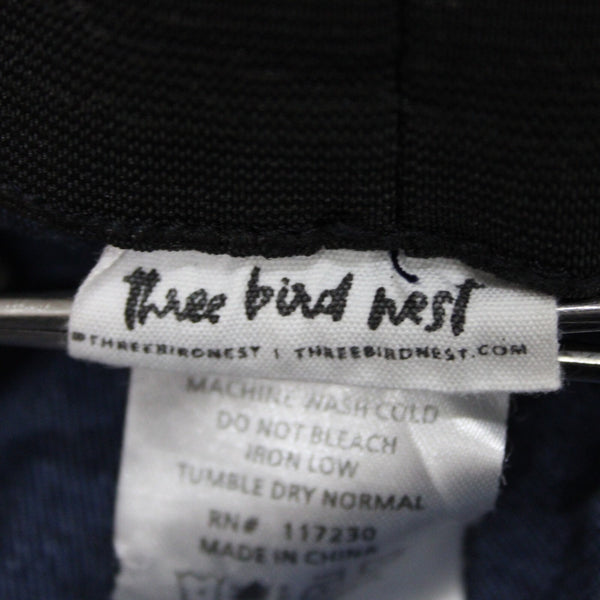 three bird nest
@THREEBIRDNEST | THREEBIRDNEST.COM
MACHINE WASH COLD
DO NOT BLEACH
IRON LOW
TUMBLE DRY NORMAL
RN# 117230
MADE IN CHINA